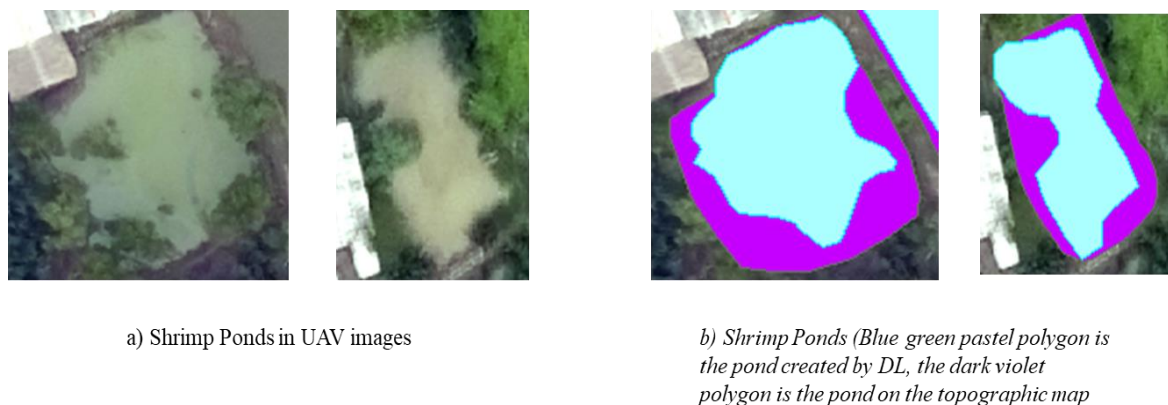 a) Shrimp Ponds in UAV images
b) Shrimp Ponds (Blue green pastel polygon is
the pond created by DL, the dark violet
polygon is the pond on the topographic map